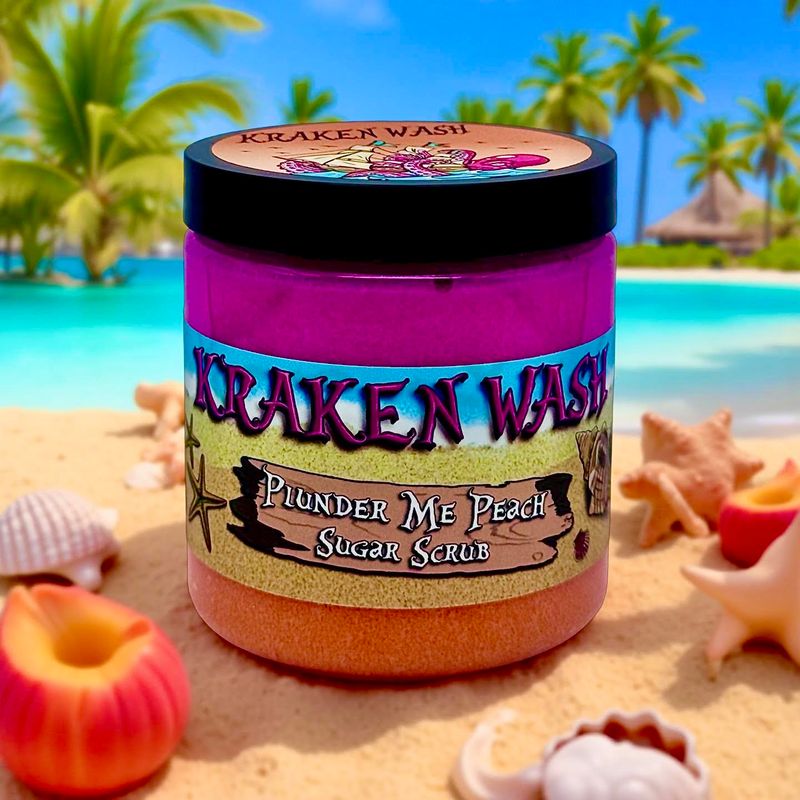 KRAKEN WASH
KRAKEN WASH
PLUNDER ME PEACH
SUGAR SCRUB